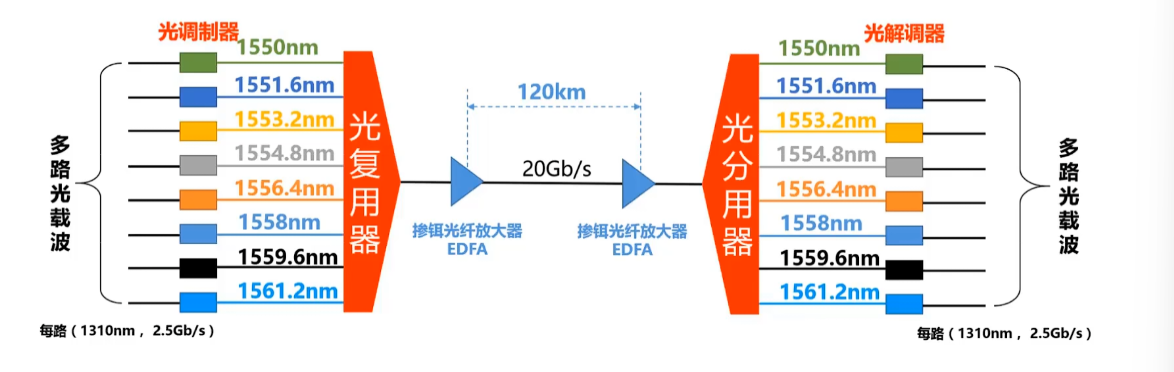 光调制器
1550nm
1551.6nm
1553.2nm
1554.8nm
1556.4nm
1558nm
1559.6nm
1561.2nm
多路光载波
每路（1310nm ，2.5Gb/s）
光复用器
120km
20Gb/s
掺铒光纤放大器
EDFA
掺铒光纤放大器
EDFA
光分用器
光解调器
1550nm
1551.6nm
1553.2nm
1554.8nm
1556.4nm
1558nm
1559.6nm
1561.2nm
多路光载波
每路（1310nm ，2.5Gb/s）